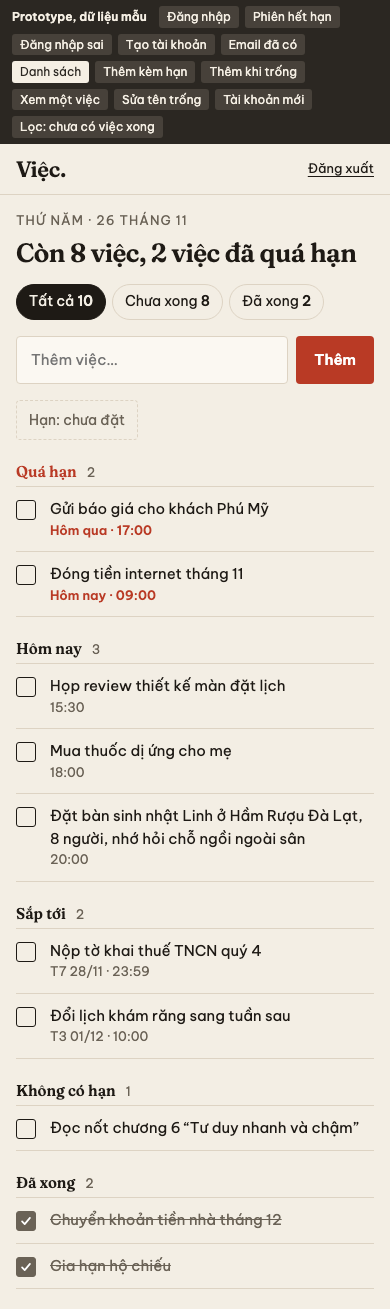 Prototype, dữ liệu mẫu Đăng nhập Phiên hết hạn
Đăng nhập sai Tạo tài khoản Email đã có
Danh sách Thêm kèm hạn Thêm khi trống
Xem một việc Sửa tên trống Tài khoản mới
Lọc: chưa có việc xong
Việc. Đăng xuất
THỨ NĂM · 26 THÁNG 11
Còn 8 việc, 2 việc đã quá hạn
Tất cả 10 Chưa xong 8 Đã xong 2
Thêm việc... Thêm
Hạn: chưa đặt
Quá hạn 2
Gửi báo giá cho khách Phú Mỹ
Hôm qua · 17:00
Đóng tiền internet tháng 11
Hôm nay · 09:00
Hôm nay 3
Họp review thiết kế màn đặt lịch
15:30
Mua thuốc dị ứng cho mẹ
18:00
Đặt bàn sinh nhật Linh ở Hầm Rượu Đà Lạt,
8 người, nhớ hỏi chỗ ngồi ngoài sân
20:00
Sắp tới 2
Nộp tờ khai thuế TNCN quý 4
T7 28/11 · 23:59
Đổi lịch khám răng sang tuần sau
T3 01/12 · 10:00
Không có hạn 1
Đọc nốt chương 6 “Tư duy nhanh và chậm”
Đã xong 2
Chuyển khoản tiền nhà tháng 12
Gia hạn hộ chiếu